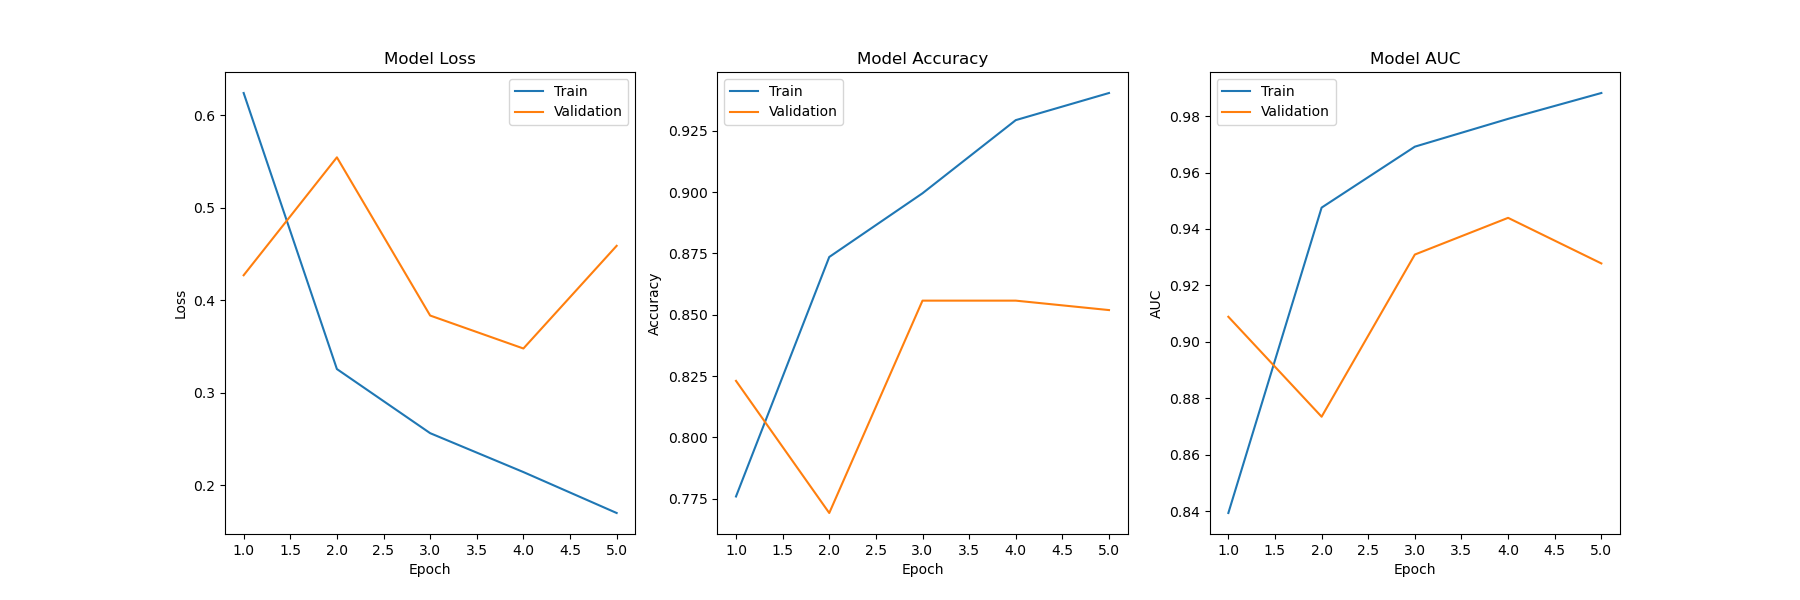 Model Loss
Train
Validation
0.6
0.5
0.4
0.3
0.2
Loss
1.0 1.5 2.0 2.5 3.0 3.5 4.0 4.5 5.0
Epoch
Model Accuracy
Train
Validation
0.925
0.900
0.875
0.850
0.825
0.800
0.775
Accuracy
1.0 1.5 2.0 2.5 3.0 3.5 4.0 4.5 5.0
Epoch
Model AUC
Train
Validation
0.98
0.96
0.94
0.92
0.90
0.88
0.86
0.84
AUC
1.0 1.5 2.0 2.5 3.0 3.5 4.0 4.5 5.0
Epoch